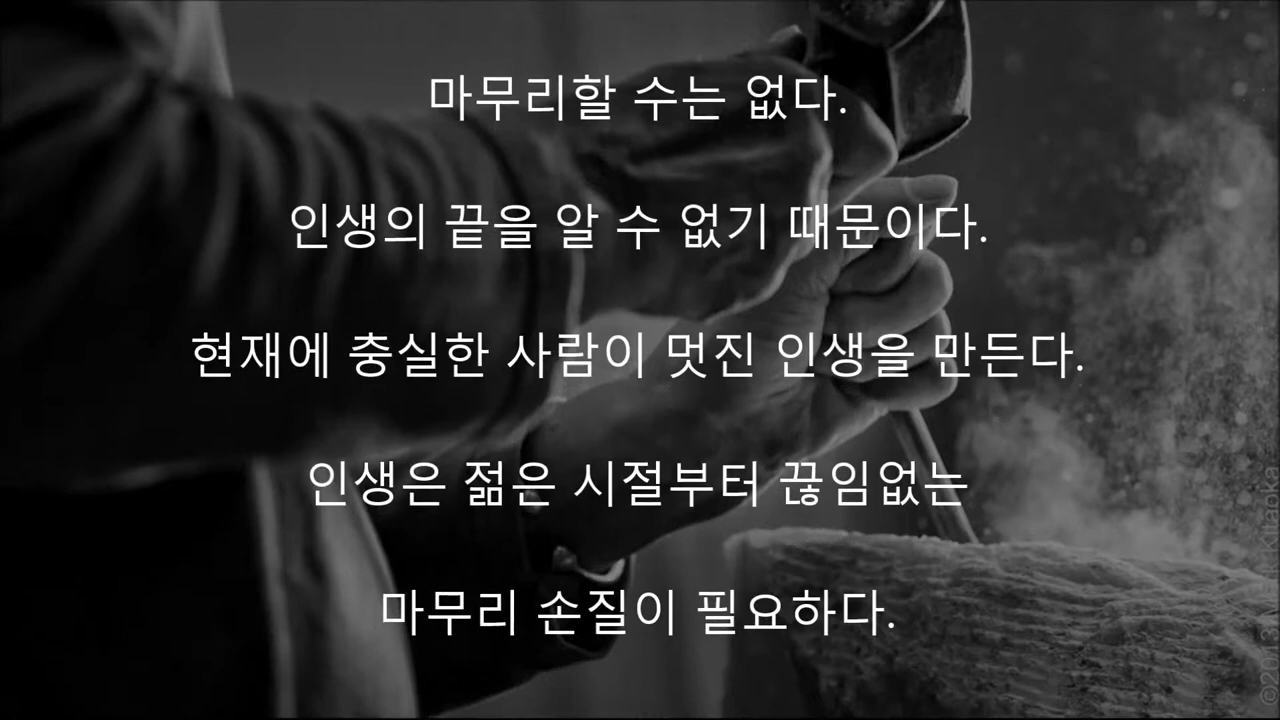 마무리할 수는 없다.
인생의 끝을 알 수 없기 때문이다.
현재에 충실한 사람이 멋진 인생을 만든다.
인생은 젊은 시절부터 끊임없는
마무리 손질이 필요하다.